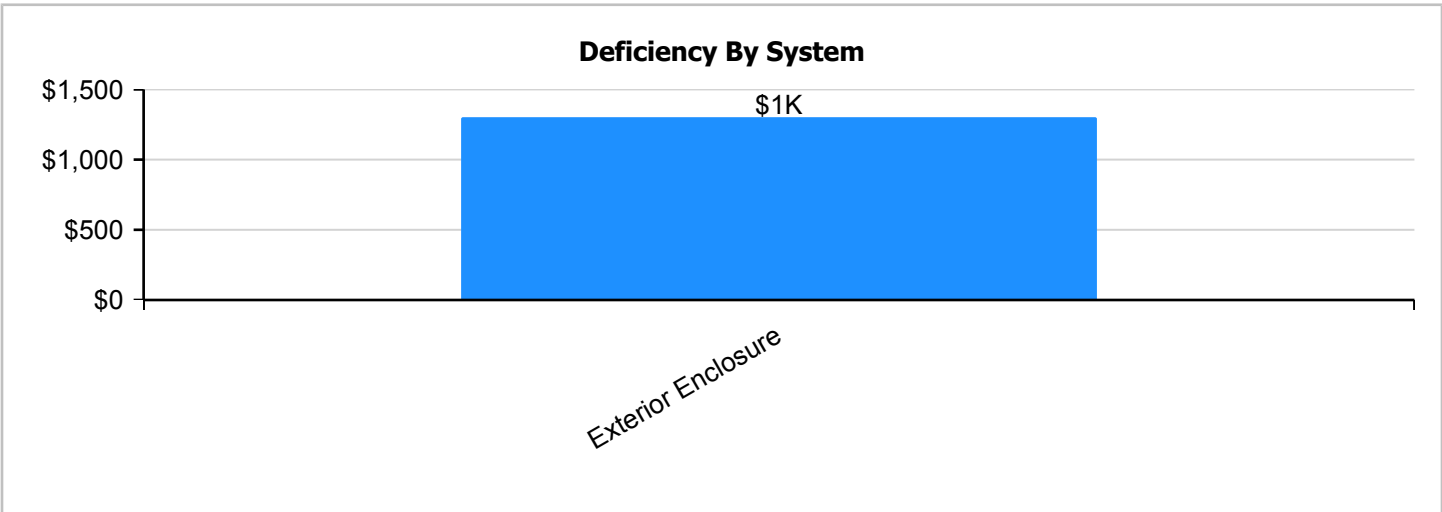 Deficiency By System
$1,500
$1K
$1,000
$500
$0
Exterior Enclosure